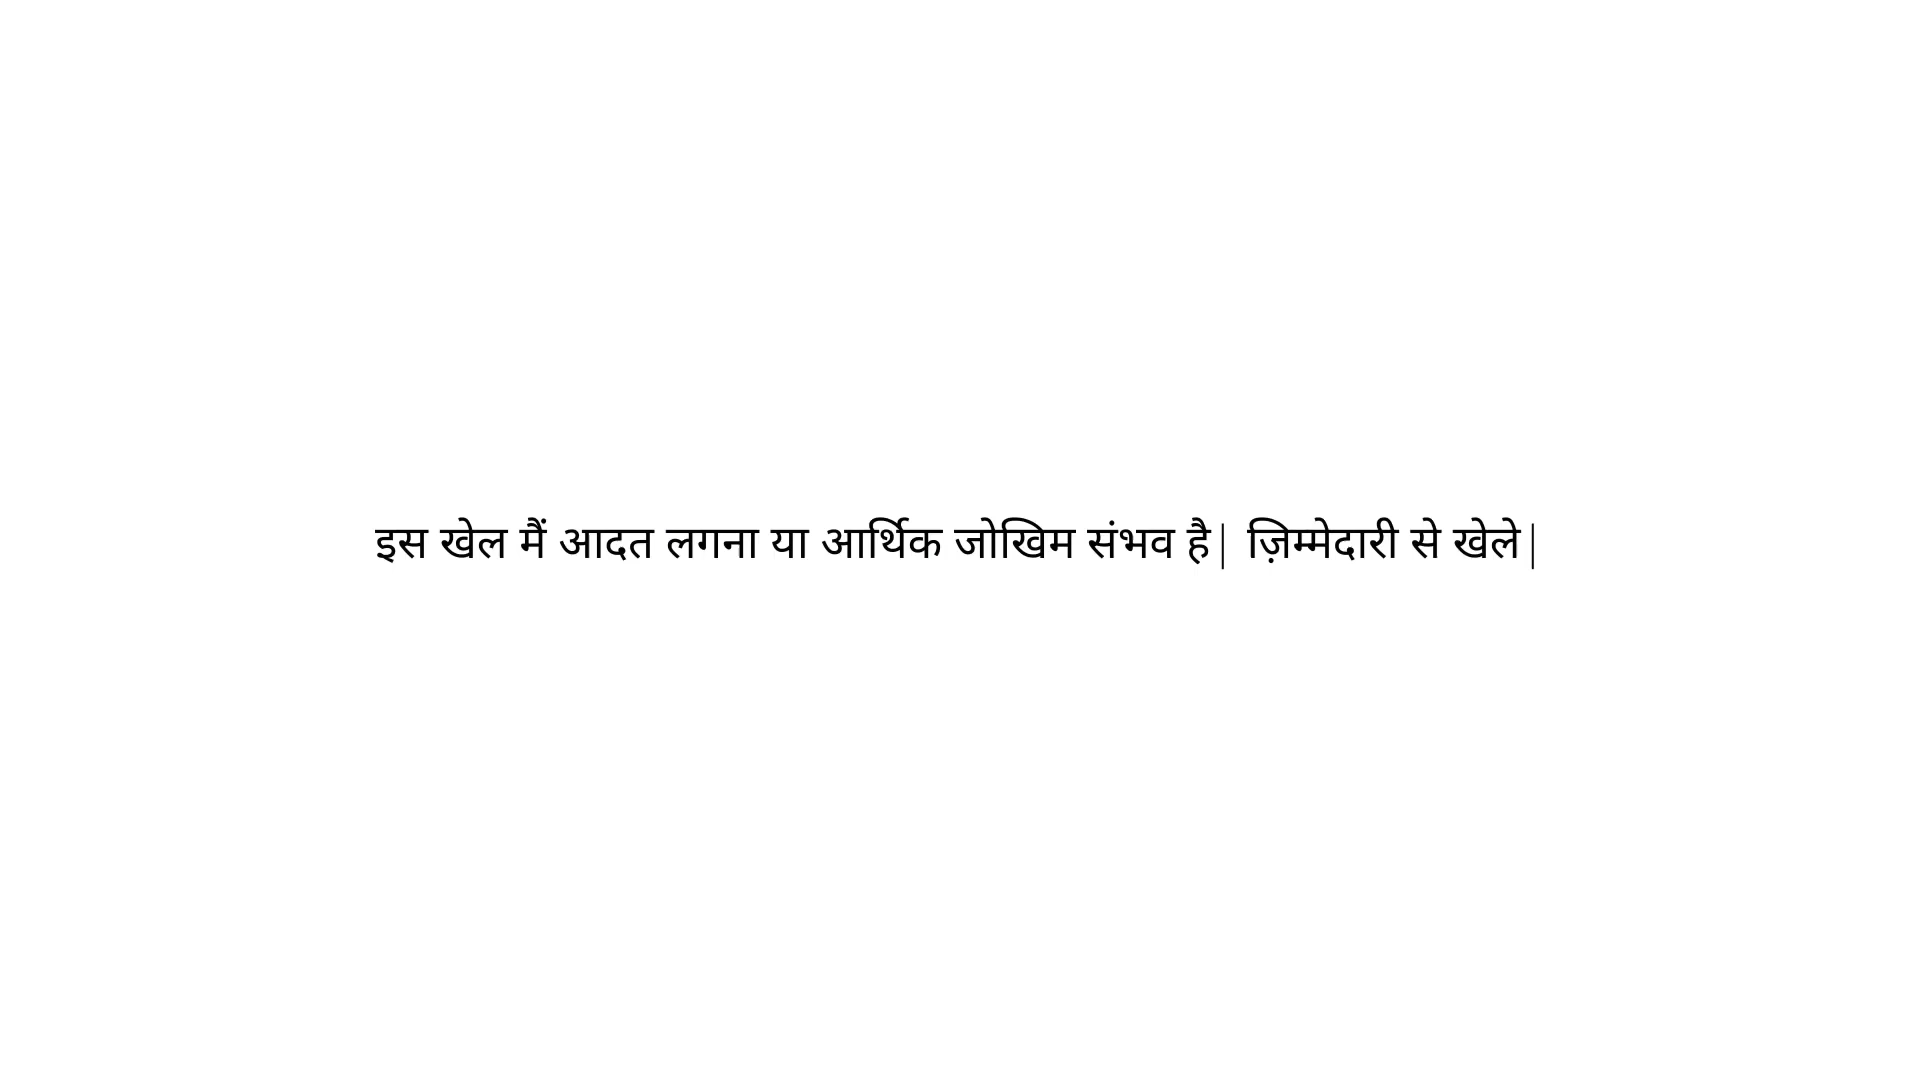 इस खेल मैं आदत लगना या आर्थिक जोखिम संभव है| ज़िम्मेदारी से खेले|